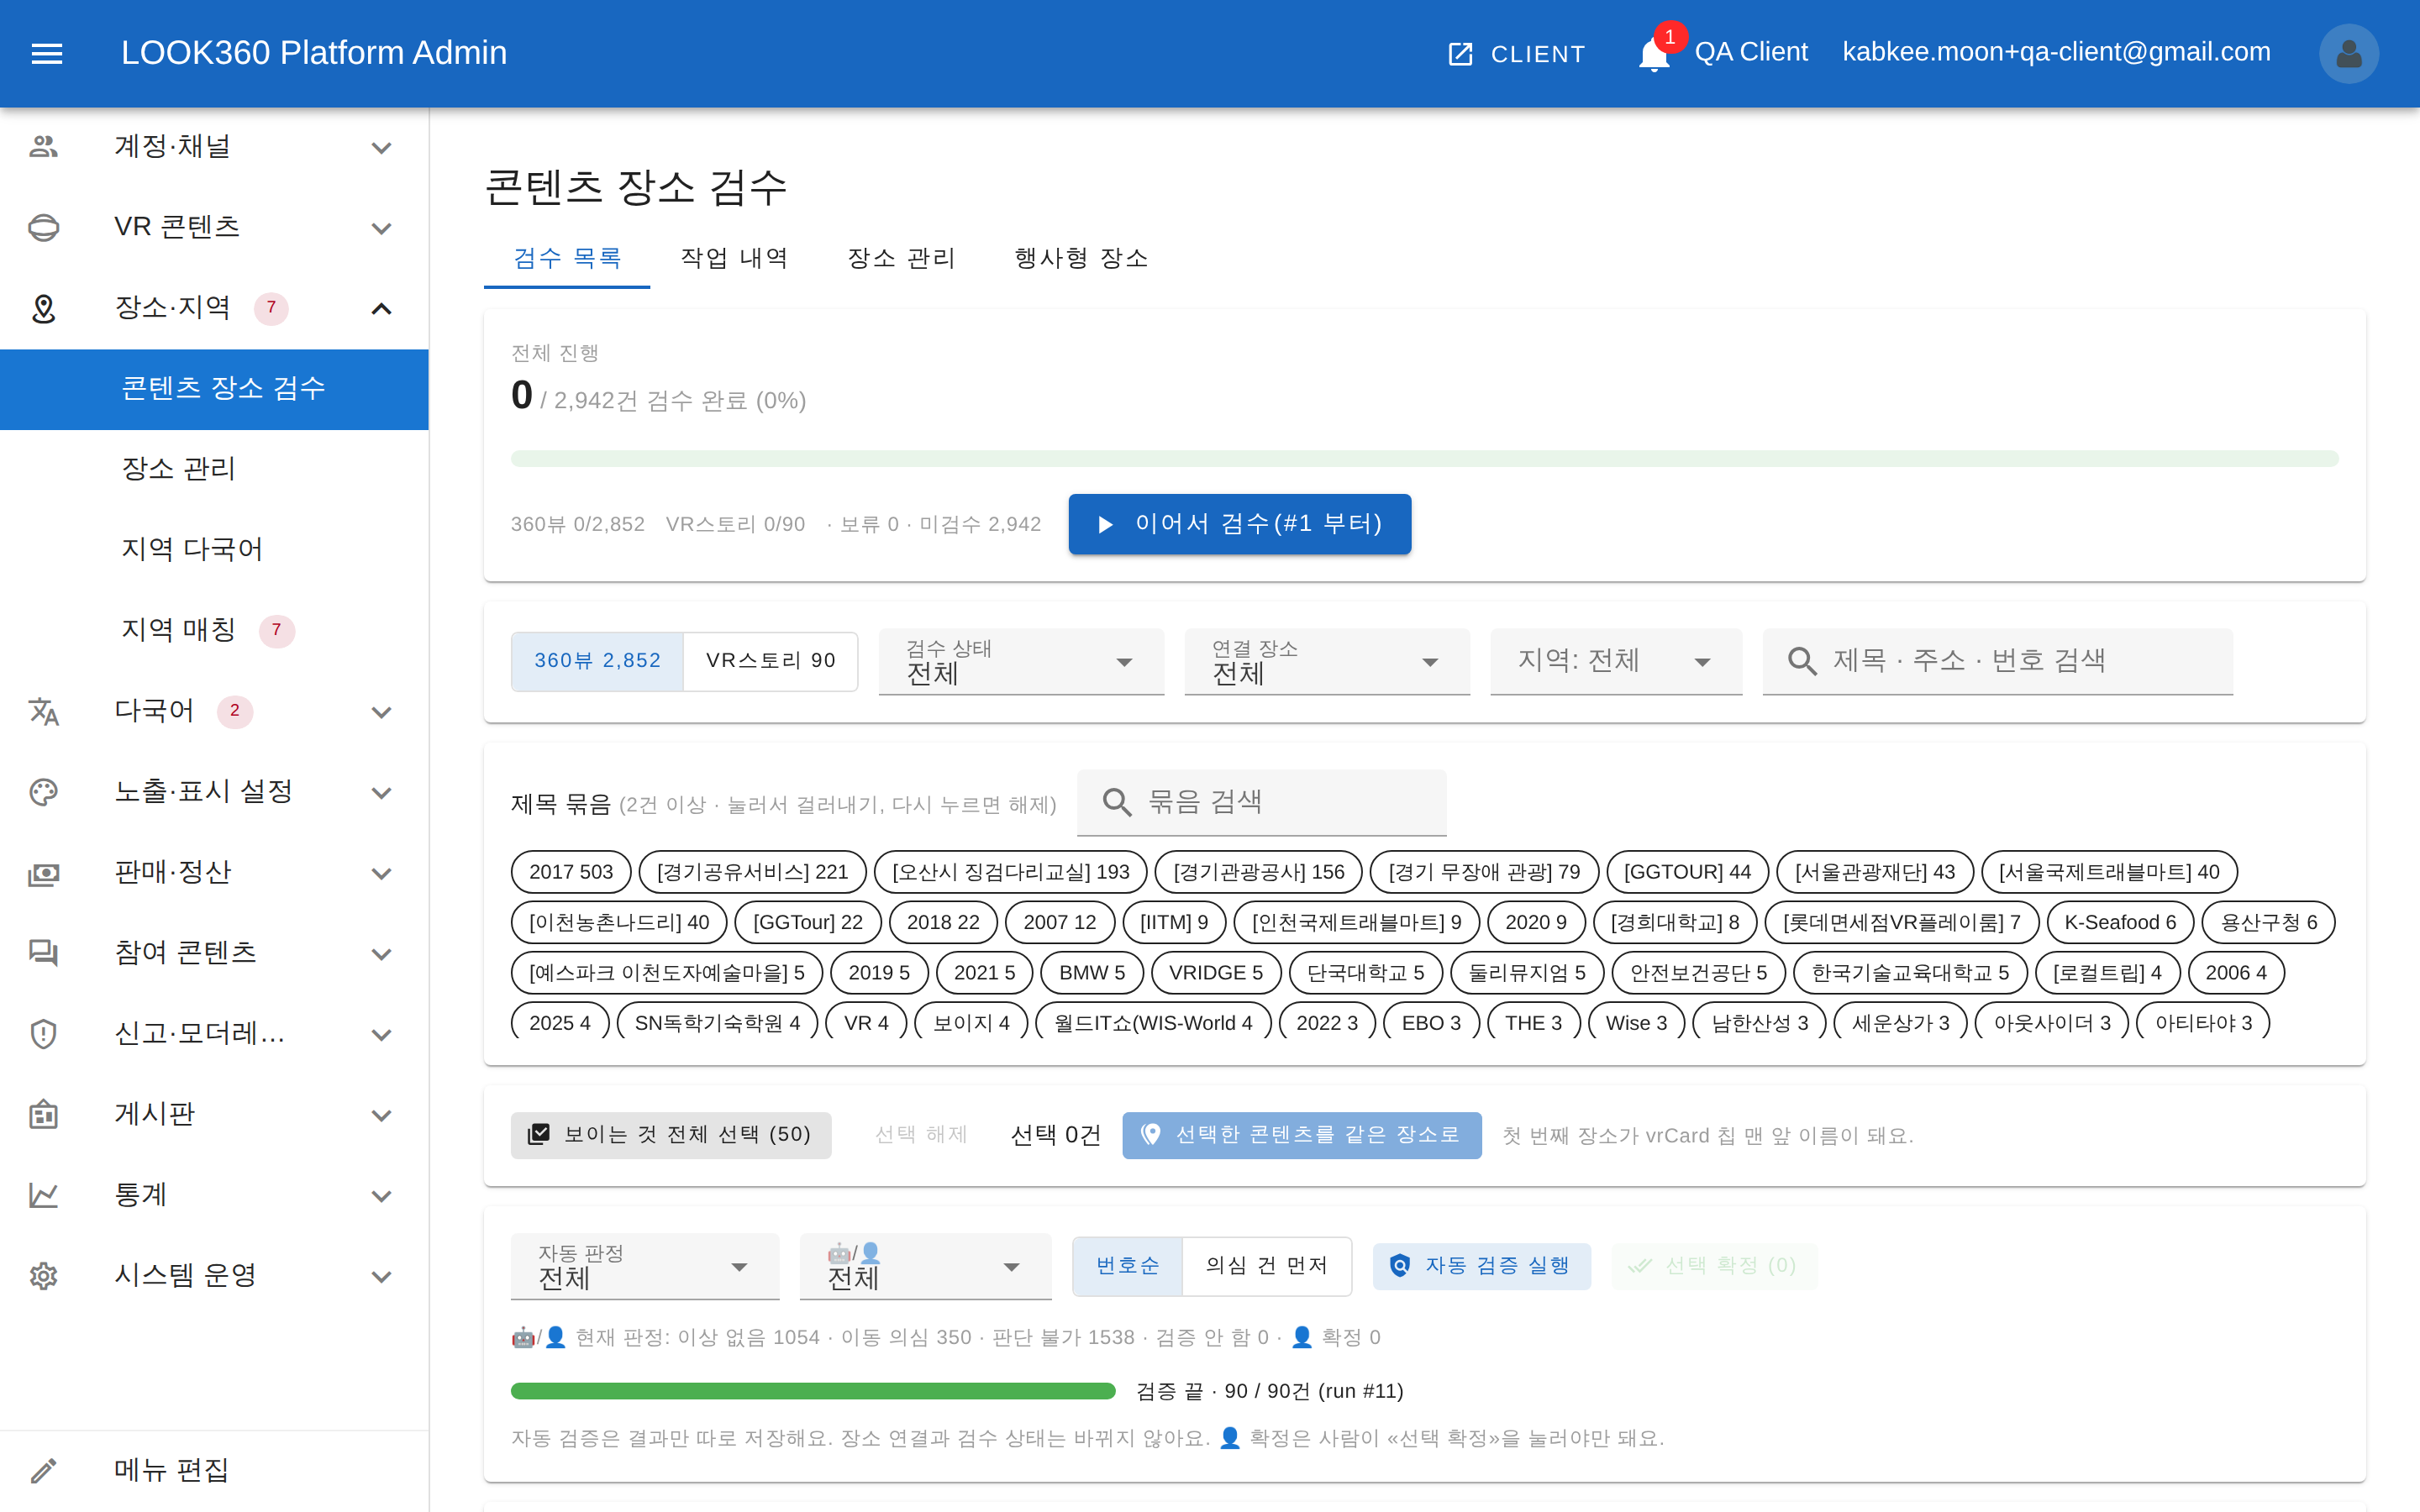 LOOK360 Platform Admin
CLIENT
1
QA Client
kabkee.moon+qa-client@gmail.com
계정·채널
VR 콘텐츠
장소·지역 7
콘텐츠 장소 검수
장소 관리
지역 다국어
지역 매칭 7
다국어 2
노출·표시 설정
판매·정산
참여 콘텐츠
신고·모더레…
게시판
통계
시스템 운영
메뉴 편집
콘텐츠 장소 검수
검수 목록 작업 내역 장소 관리 행사형 장소
전체 진행
0 / 2,942건 검수 완료 (0%)
360뷰 0/2,852 VR스토리 0/90 · 보류 0 · 미검수 2,942 이어서 검수(#1 부터)
360뷰 2,852 VR스토리 90
검수 상태
전체
연결 장소
전체
지역: 전체
제목 · 주소 · 번호 검색
제목 묶음 (2건 이상 · 눌러서 걸러내기, 다시 누르면 해제) 묶음 검색
2017 503 [경기공유서비스] 221 [오산시 징검다리교실] 193 [경기관광공사] 156 [경기 무장애 관광] 79 [GGTOUR] 44 [서울관광재단] 43 [서울국제트래블마트] 40
[이천농촌나드리] 40 [GGTour] 22 2018 22 2007 12 [IITM] 9 [인천국제트래블마트] 9 2020 9 [경희대학교] 8 [롯데면세점VR플레이룸] 7 K-Seafood 6 용산구청 6
[예스파크 이천도자예술마을] 5 2019 5 2021 5 BMW 5 VRIDGE 5 단국대학교 5 둘리뮤지엄 5 안전보건공단 5 한국기술교육대학교 5 [로컬트립] 4 2006 4
2025 4 SN독학기숙학원 4 VR 4 보이지 4 월드IT쇼(WIS-World 4 2022 3 EBO 3 THE 3 Wise 3 남한산성 3 세운상가 3 아웃사이더 3 아티타야 3
보이는 것 전체 선택 (50) 선택 해제 선택 0건 선택한 콘텐츠를 같은 장소로 첫 번째 장소가 vrCard 칩 맨 앞 이름이 돼요.
자동 판정
전체
🤖/👤
전체
번호순 의심 건 먼저 자동 검증 실행 선택 확정 (0)
🤖/👤 현재 판정: 이상 없음 1054 · 이동 의심 350 · 판단 불가 1538 · 검증 안 함 0 · 👤 확정 0
검증 끝 · 90 / 90건 (run #11)
자동 검증은 결과만 따로 저장해요. 장소 연결과 검수 상태는 바뀌지 않아요. 👤 확정은 사람이 «선택 확정»을 눌러야만 돼요.